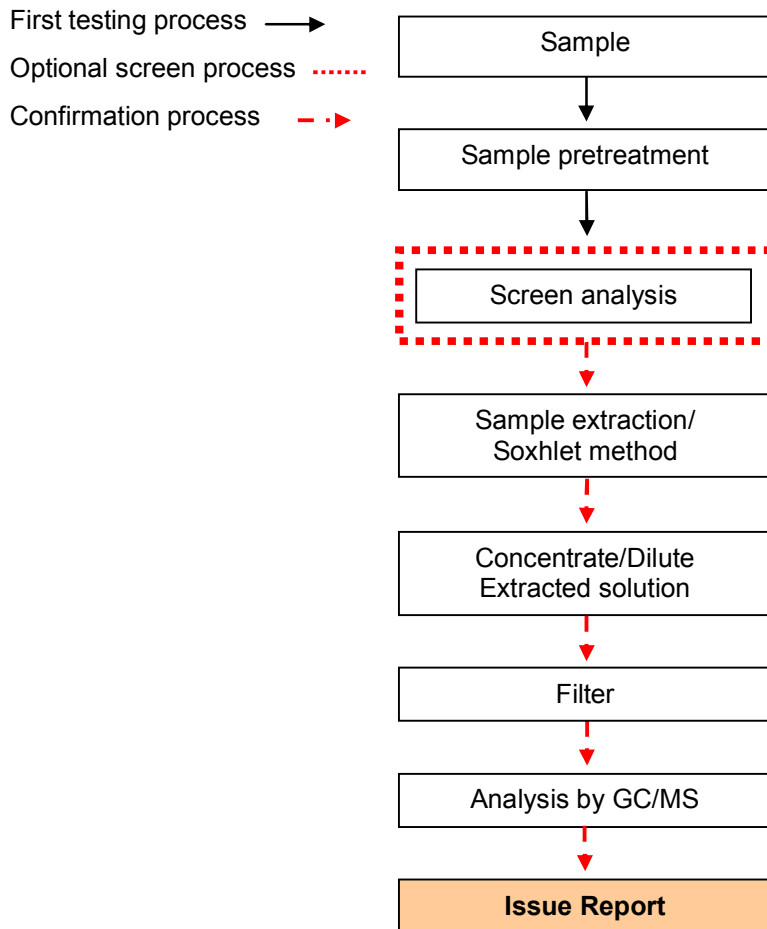 First testing process
Optional screen process
Confirmation process
Sample
Sample pretreatment
Screen analysis
Sample extraction/
Soxhlet method
Concentrate/Dilute
Extracted solution
Filter
Analysis by GC/MS
Issue Report